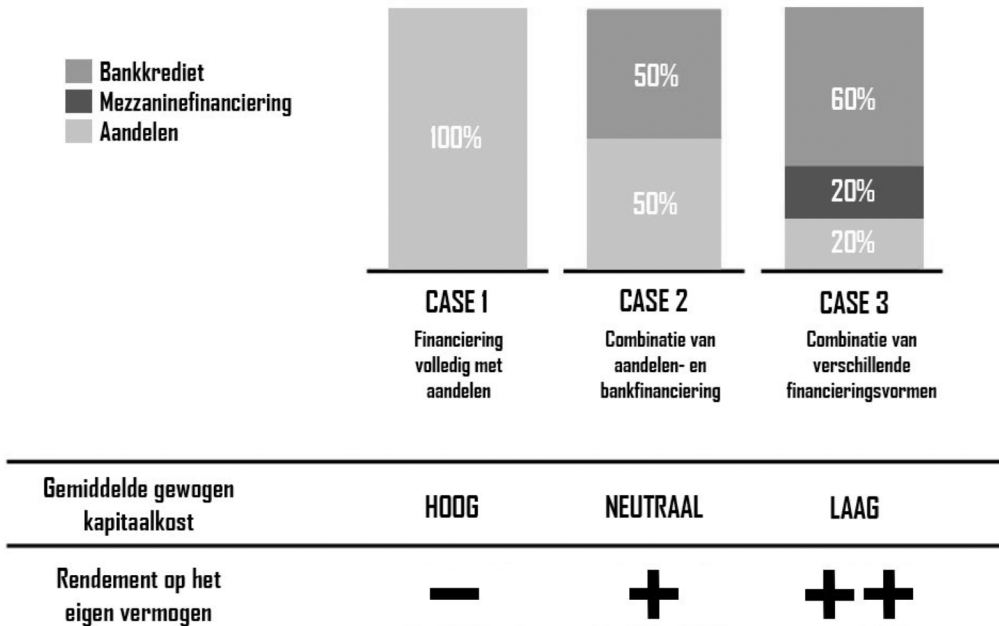 Bankkrediet
Mezzaninefinanciering
Aandelen
100%
50%
50%
60%
20%
20%
CASE 1
Financiering
volledig met
aandelen
CASE 2
Combinatie van
aandelen- en
bankfinanciering
CASE 3
Combinatie van
verschillende
financieringsvormen
Gemiddelde gewogen
kapitaalkost
HOOG
NEUTRAAL
LAAG
Rendement op het
eigen vermogen
−
+
++